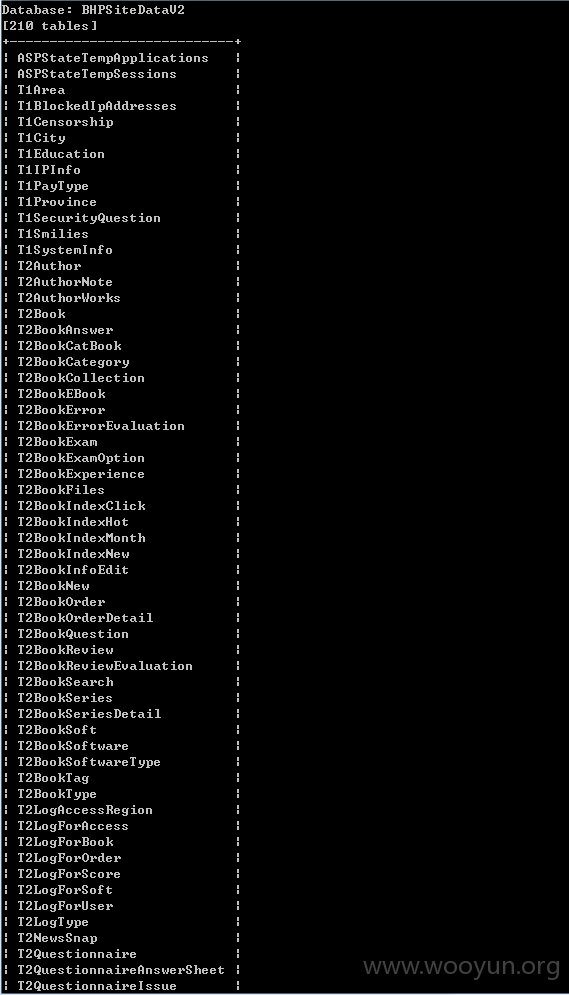 Database: BHPSiteDataV2
[210 tables]
+-----------------------------+
¦ ASPStateTempApplications ¦
¦ ASPStateTempSessions ¦
¦ T1Area ¦
¦ T1BlockedIpAddresses ¦
¦ T1Censorship ¦
¦ T1City ¦
¦ T1Education ¦
¦ T1IPInfo ¦
¦ T1PayType ¦
¦ T1Province ¦
¦ T1SecurityQuestion ¦
¦ T1Smilies ¦
¦ T1SystemInfo ¦
¦ T2Author ¦
¦ T2AuthorNote ¦
¦ T2AuthorWorks ¦
¦ T2Book ¦
¦ T2BookAnswer ¦
¦ T2BookCatBook ¦
¦ T2BookCategory ¦
¦ T2BookCollection ¦
¦ T2BookEBook ¦
¦ T2BookError ¦
¦ T2BookErrorEvaluation ¦
¦ T2BookExam ¦
¦ T2BookExamOption ¦
¦ T2BookExperience ¦
¦ T2BookFiles ¦
¦ T2BookIndexClick ¦
¦ T2BookIndexHot ¦
¦ T2BookIndexMonth ¦
¦ T2BookIndexNew ¦
¦ T2BookInfoEdit ¦
¦ T2BookNew ¦
¦ T2BookOrder ¦
¦ T2BookOrderDetail ¦
¦ T2BookQuestion ¦
¦ T2BookReview ¦
¦ T2BookReviewEvaluation ¦
¦ T2BookSearch ¦
¦ T2BookSeries ¦
¦ T2BookSeriesDetail ¦
¦ T2BookSoft ¦
¦ T2BookSoftware ¦
¦ T2BookSoftwareType ¦
¦ T2BookTag ¦
¦ T2BookType ¦
¦ T2LogAccessRegion ¦
¦ T2LogForAccess ¦
¦ T2LogForBook ¦
¦ T2LogForOrder ¦
¦ T2LogForScore ¦
¦ T2LogForSoft ¦
¦ T2LogForUser ¦
¦ T2LogType ¦
¦ T2NewsSnap ¦
¦ T2Questionnaire ¦
¦ T2QuestionnaireAnswerSheet ¦
¦ T2QuestionnaireIssue ¦
www.wooyun.org